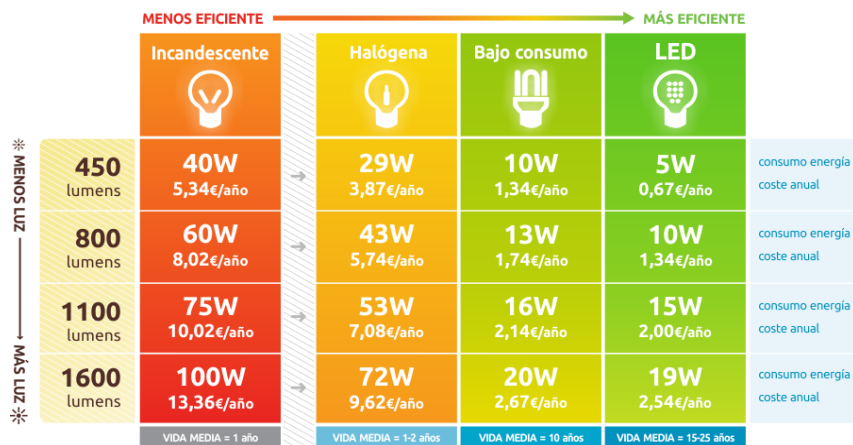 MENOS EFICIENTE MÁS EFICIENTE
Incandescente Halógena Bajo consumo LED
MENOS LUZ
MÁS LUZ
450 40W 29W 10W 5W consumo energía
lumens 5,34€/año 3,87€/año 1,34€/año 0,67€/año coste anual
800 60W 43W 13W 10W consumo energía
lumens 8,02€/año 5,74€/año 1,74€/año 1,34€/año coste anual
1100 75W 53W 16W 15W consumo energía
lumens 10,02€/año 7,08€/año 2,14€/año 2,00€/año coste anual
1600 100W 72W 20W 19W consumo energía
lumens 13,36€/año 9,62€/año 2,67€/año 2,54€/año coste anual
VIDA MEDIA = 1 año VIDA MEDIA = 1-2 años VIDA MEDIA = 10 años VIDA MEDIA = 15-25 años